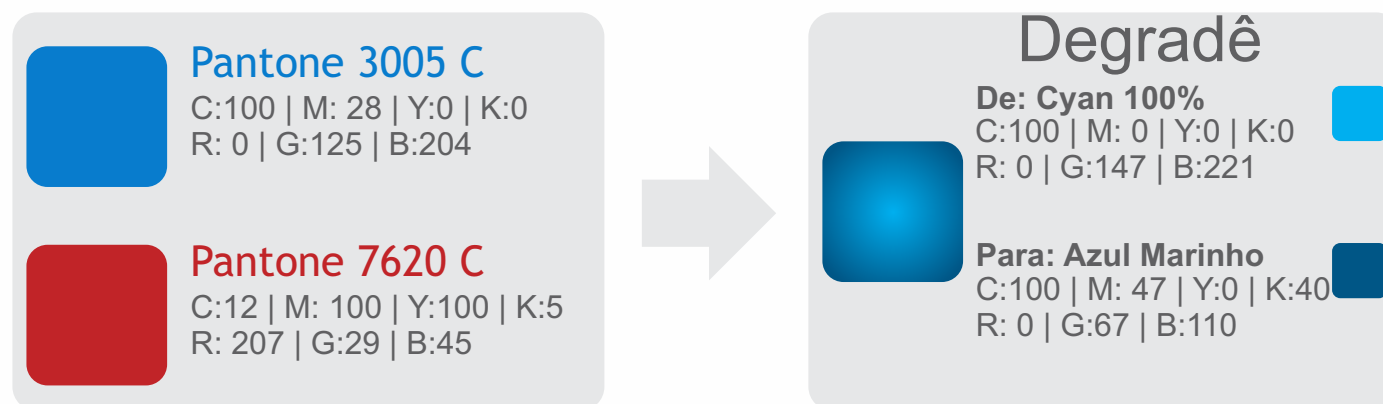 Pantone 3005 C
C:100 | M: 28 | Y:0 | K:0
R: 0 | G:125 | B:204
Pantone 7620 C
C:12 | M: 100 | Y:100 | K:5
R: 207 | G:29 | B:45
Degradê
De: Cyan 100%
C:100 | M: 0 | Y:0 | K:0
R: 0 | G:147 | B:221
Para: Azul Marinho
C:100 | M: 47 | Y:0 | K:40
R: 0 | G:67 | B:110